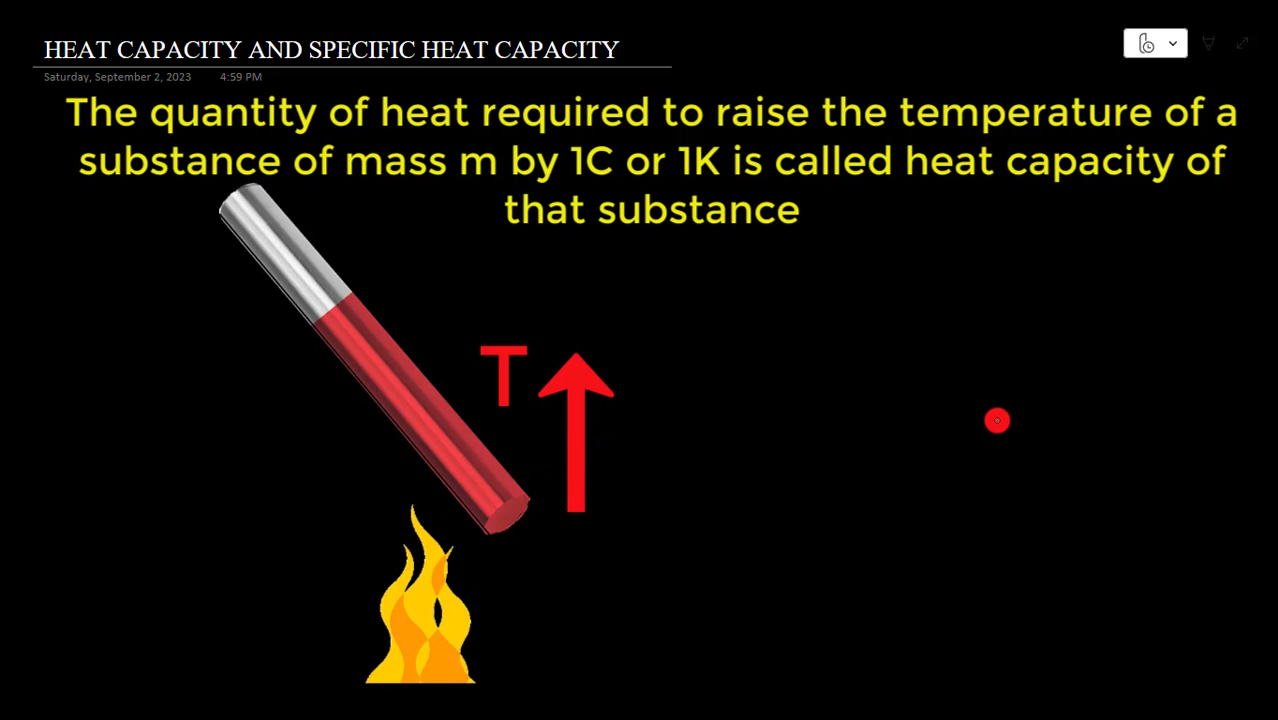 HEAT CAPACITY AND SPECIFIC HEAT CAPACITY
Saturday, September 2, 2023 4:59 PM
The quantity of heat required to raise the temperature of a
substance of mass m by 1C or 1K is called heat capacity of
that substance
T